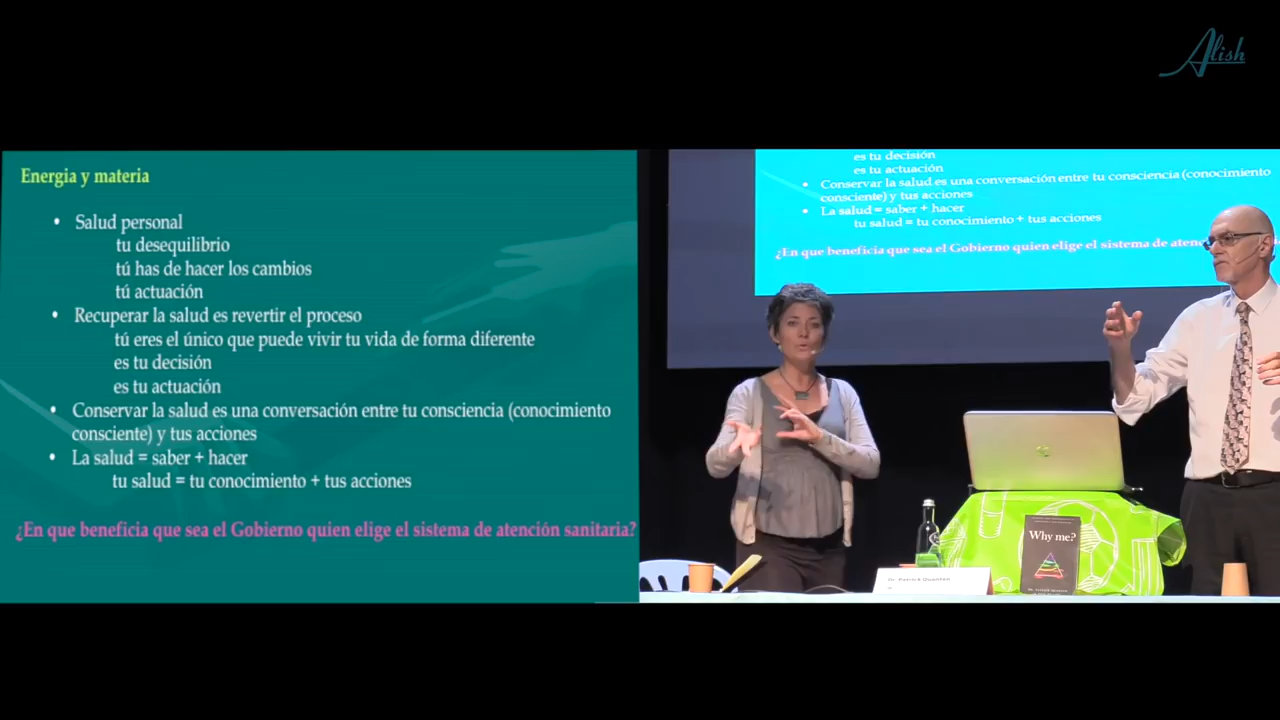 Alish
Energia y materia
• Salud personal
tu desequilibrio
tú has de hacer los cambios
tú actuación
• Recuperar la salud es revertir el proceso
tú eres el único que puede vivir tu vida de forma diferente
es tu decisión
es tu actuación
• Conservar la salud es una conversación entre tu consciencia (conocimiento
consciente) y tus acciones
• La salud = saber + hacer
tu salud = tu conocimiento + tus acciones
¿En que beneficia que sea el Gobierno quien elige el sistema de atención sanitaria?
es tu decisión
es tu actuación
• Conservar la salud es una conversación entre tu consciencia (conocimiento
consciente) y tus acciones
• La salud = saber + hacer
tu salud = tu conocimiento + tus acciones
¿En que beneficia que sea el Gobierno quien elige el sistema de
Dr. Patrick Quanten
Why me?